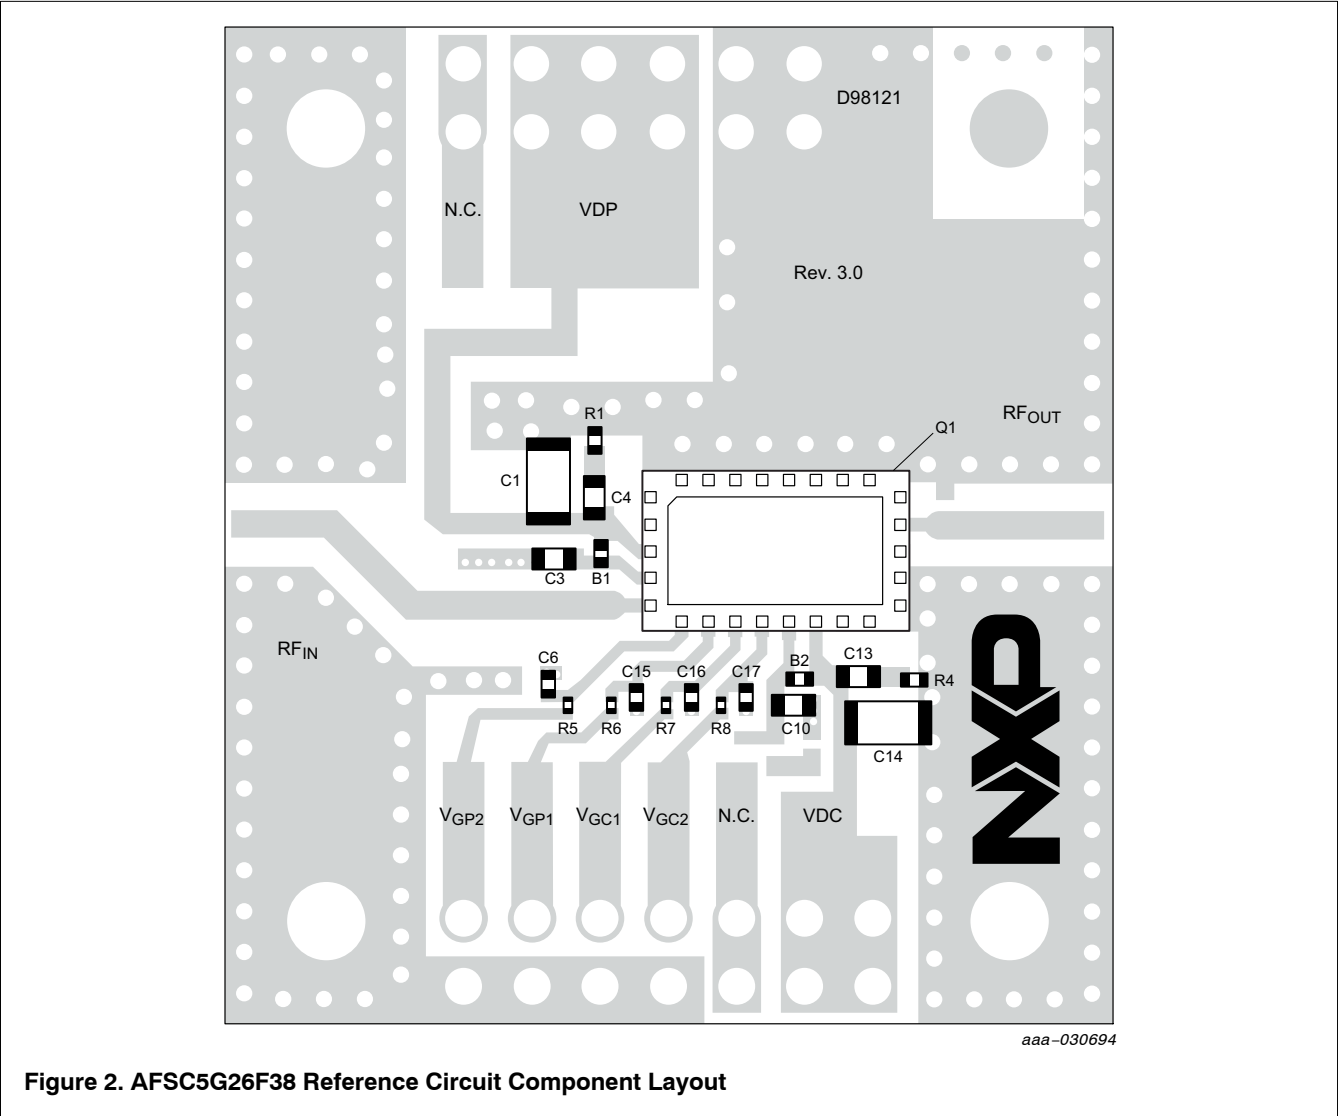 D98121
N.C.
VDP
Rev. 3.0
RFOUT
R1
Q1
C1
C4
C3
B1
RFIN
C6
C15
C16
C17
B2
C13
R4
R5
R6
R7
R8
C10
C14
VGP2
VGP1
VGC1
VGC2
N.C.
VDC
NXP
aaa–030694
Figure 2. AFSC5G26F38 Reference Circuit Component Layout